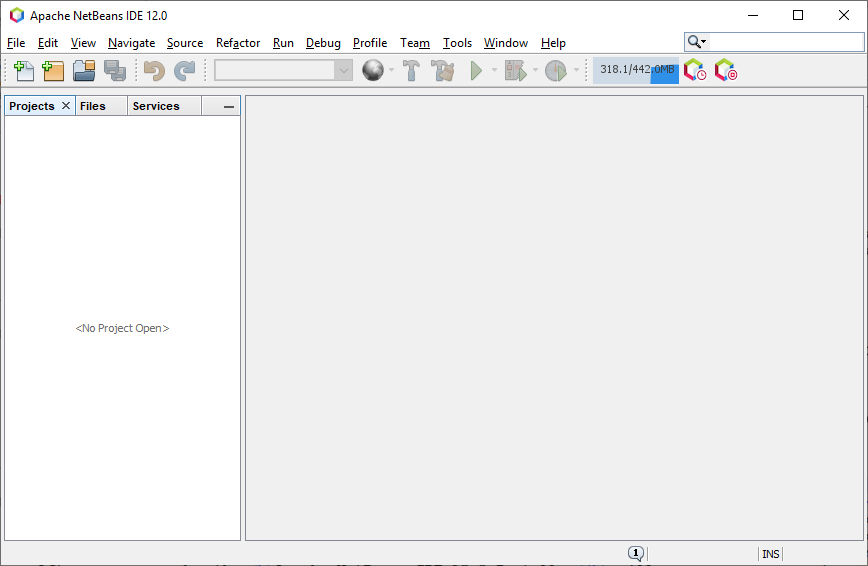 Apache NetBeans IDE 12.0
File Edit View Navigate Source Refactor Run Debug Profile Team Tools Window Help
318.1/442.0MB
Projects Files Services
<No Project Open>
1 INS